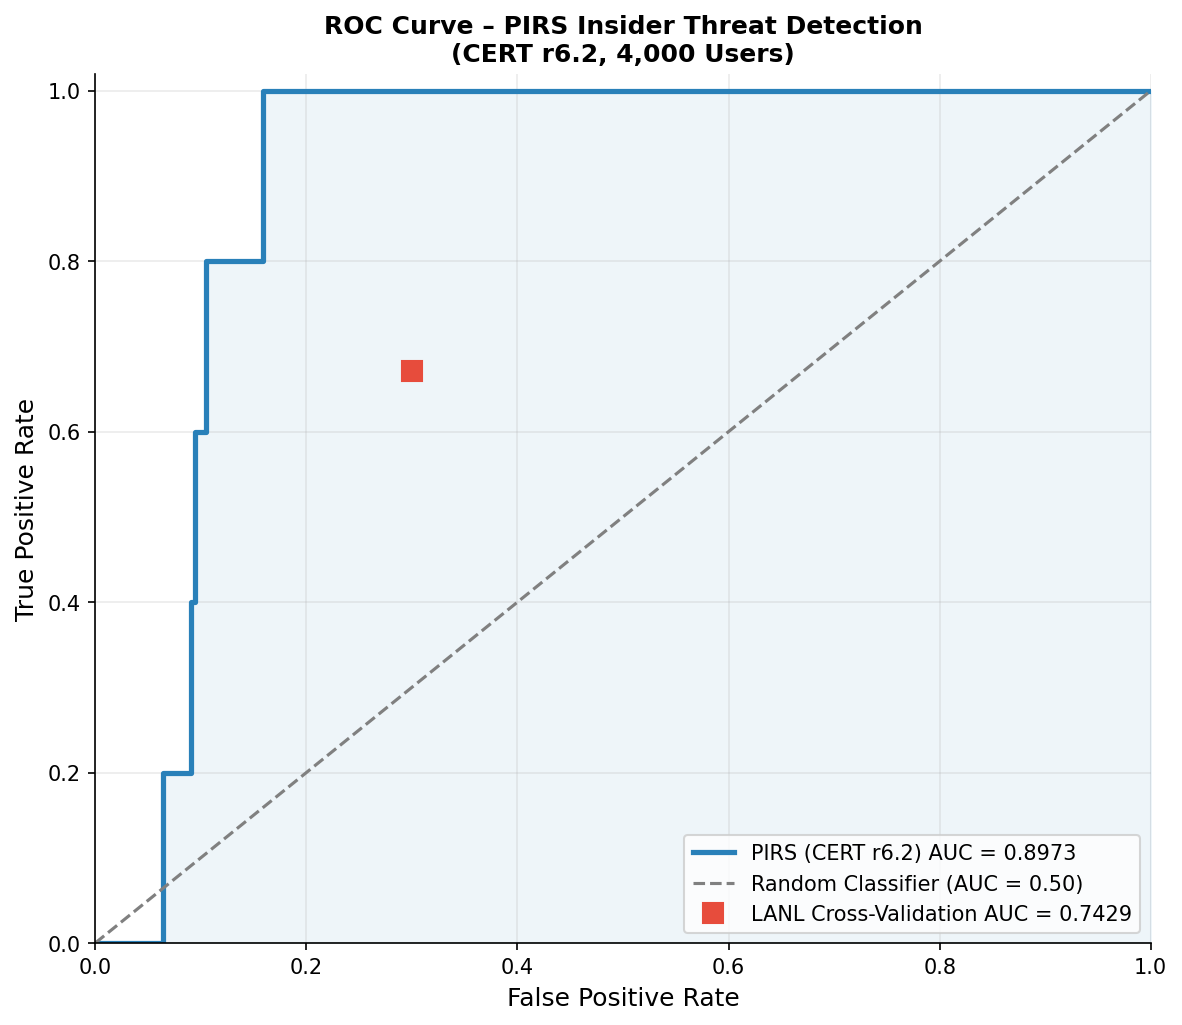 ROC Curve – PIRS Insider Threat Detection
(CERT r6.2, 4,000 Users)
True Positive Rate
1.0
0.8
0.6
0.4
0.2
0.0
PIRS (CERT r6.2) AUC = 0.8973
Random Classifier (AUC = 0.50)
LANL Cross-Validation AUC = 0.7429
0.0 0.2 0.4 0.6 0.8 1.0
False Positive Rate